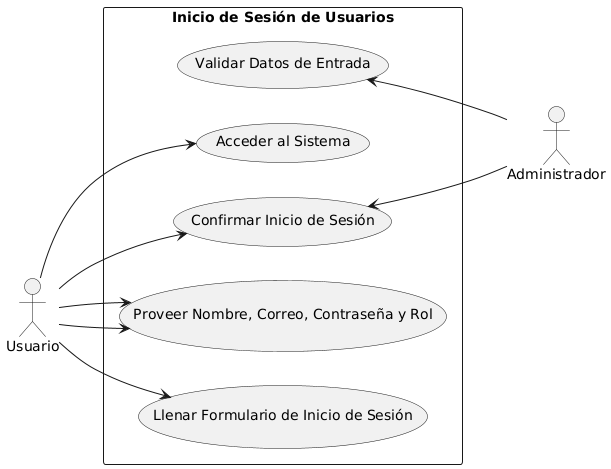 Inicio de Sesión de Usuarios
Validar Datos de Entrada
Acceder al Sistema
Administrador
Confirmar Inicio de Sesión
Proveer Nombre, Correo, Contraseña y Rol
Usuario
Llenar Formulario de Inicio de Sesión